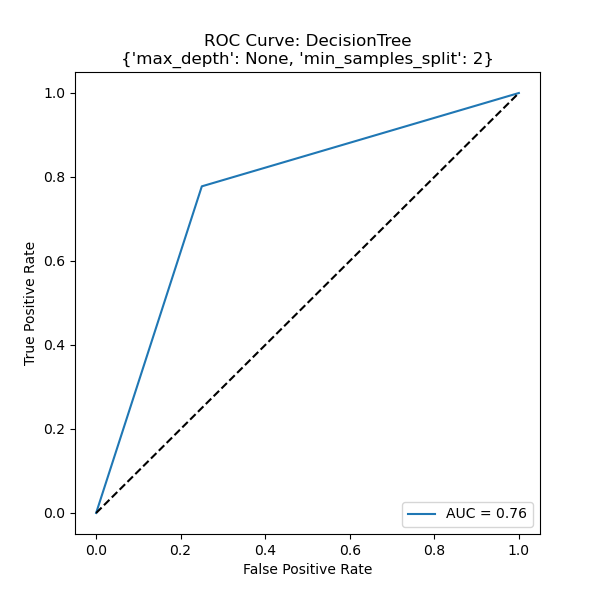 ROC Curve: DecisionTree
{'max_depth': None, 'min_samples_split': 2}
1.0
0.8
0.6
0.4
0.2
0.0
True Positive Rate
AUC = 0.76
0.0 0.2 0.4 0.6 0.8 1.0
False Positive Rate